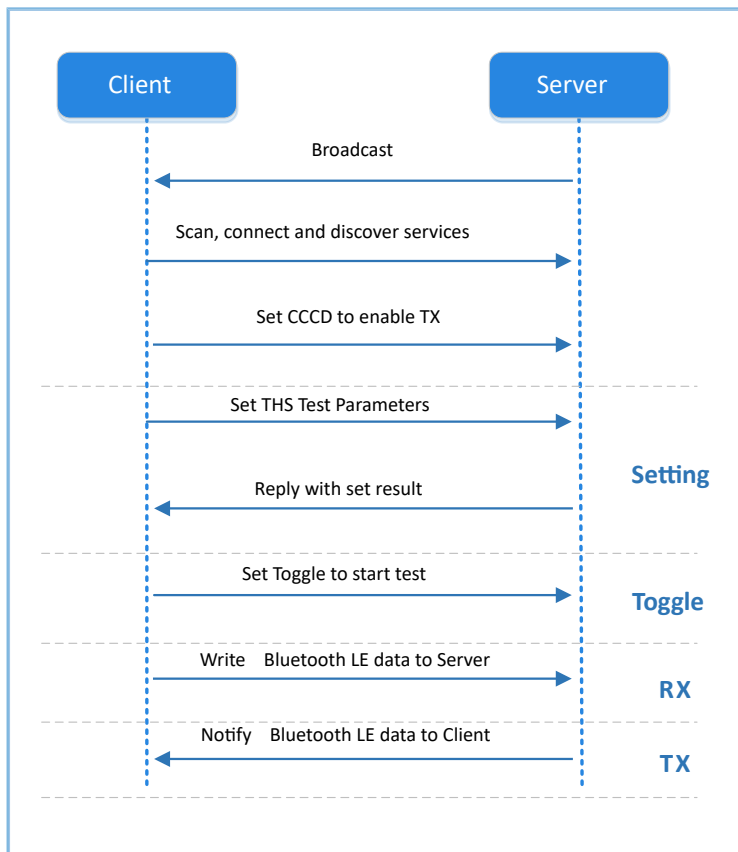 Client
Server
Broadcast
Scan, connect and discover services
Set CCCD to enable TX
Set THS Test Parameters
Setting
Reply with set result
Set Toggle to start test
Toggle
Write Bluetooth LE data to Server
RX
Notify Bluetooth LE data to Client
TX